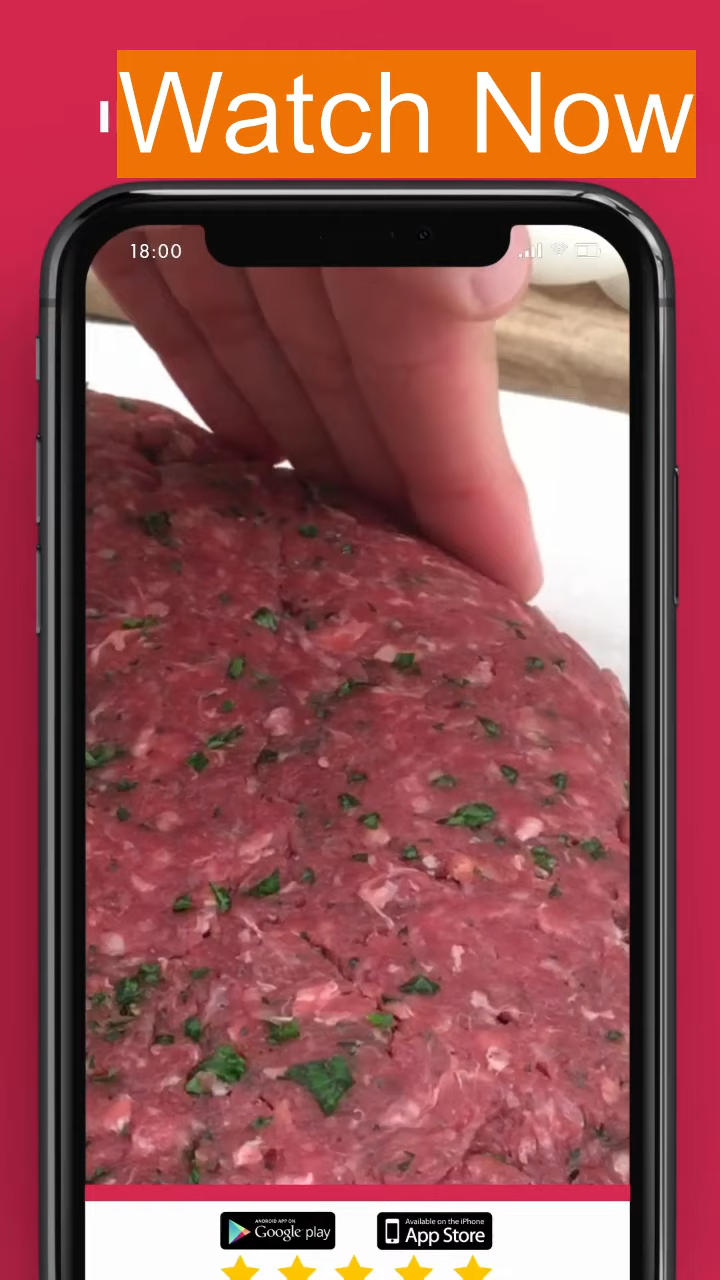 Watch Now
18:00
ANDROID APP ON
Google play
Available on the iPhone
App Store